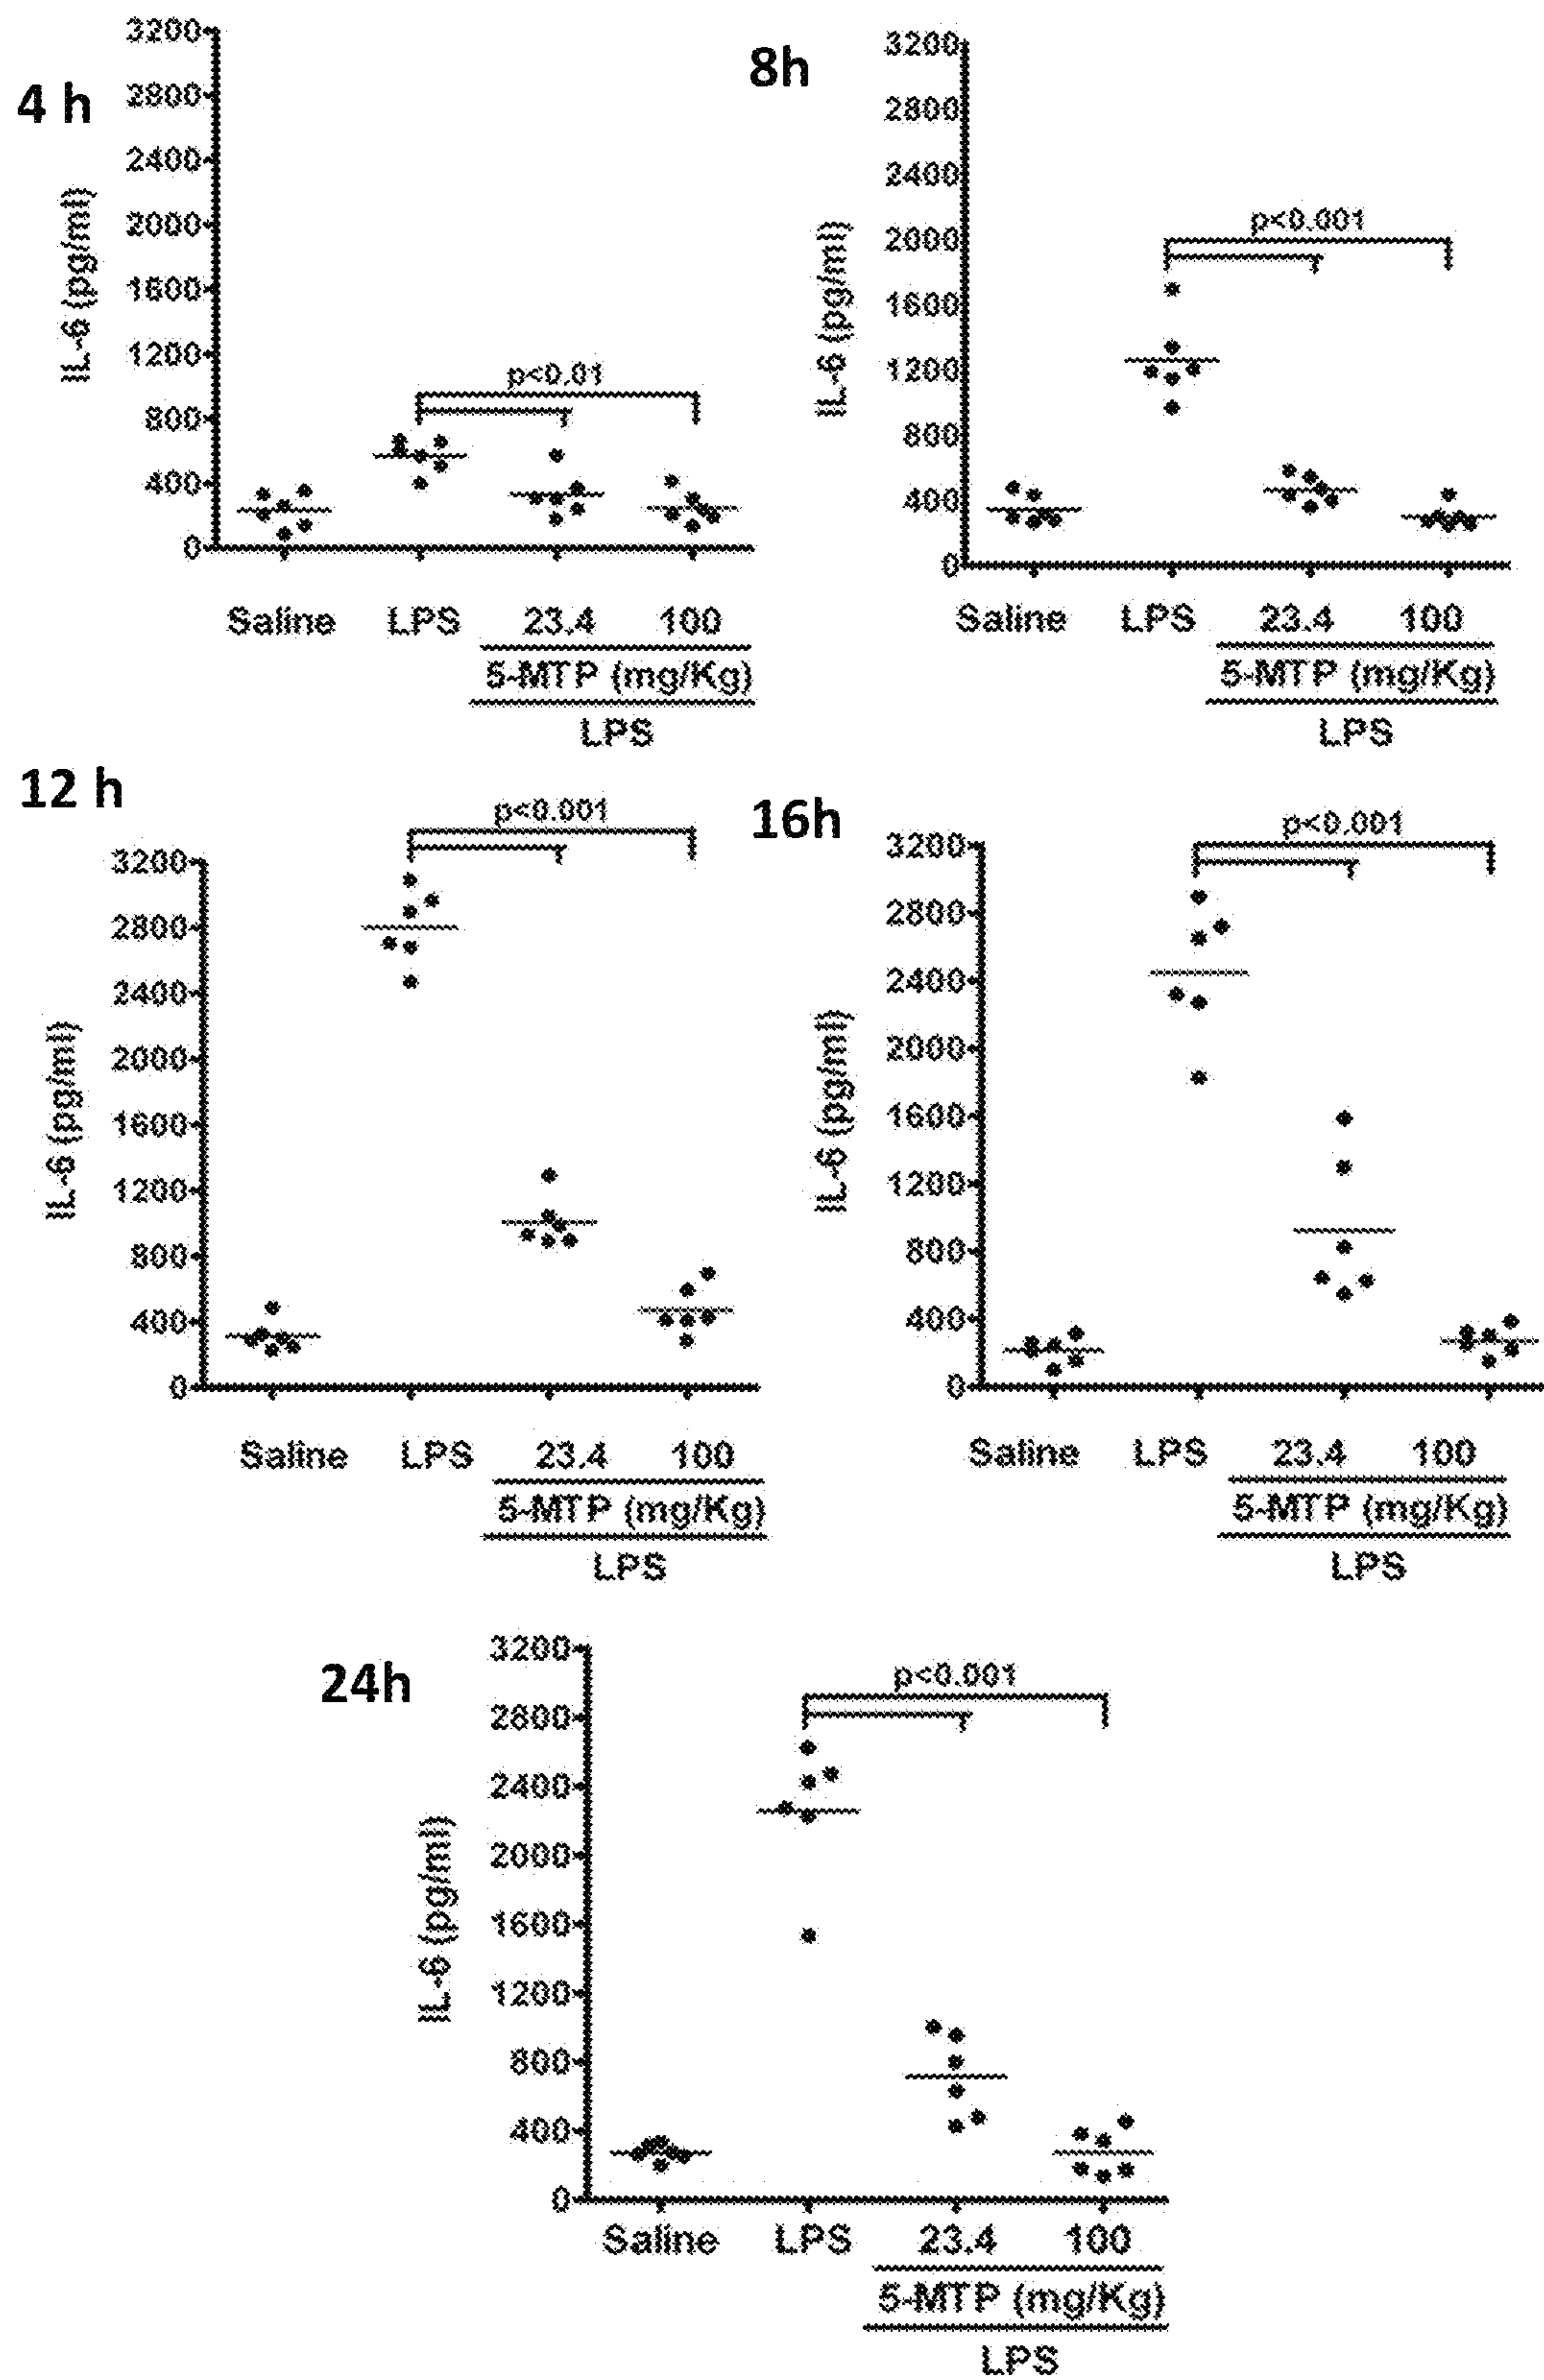 4 h
IL-6 (pg/ml)
3200
2800
2400
2000
1600
1200
800
400
0
p<0.01
Saline LPS 23.4 100
5-MTP (mg/Kg)
LPS
8h
IL-6 (pg/ml)
3200
2800
2400
2000
1600
1200
800
400
0
p<0.001
Saline LPS 23.4 100
5-MTP (mg/Kg)
LPS
12 h
IL-6 (pg/ml)
3200
2800
2400
2000
1600
1200
800
400
0
p<0.001
Saline LPS 23.4 100
5-MTP (mg/Kg)
LPS
16h
IL-6 (pg/ml)
3200
2800
2400
2000
1600
1200
800
400
0
p<0.001
Saline LPS 23.4 100
5-MTP (mg/Kg)
LPS
24h
IL-6 (pg/ml)
3200
2800
2400
2000
1600
1200
800
400
0
p<0.001
Saline LPS 23.4 100
5-MTP (mg/Kg)
LPS